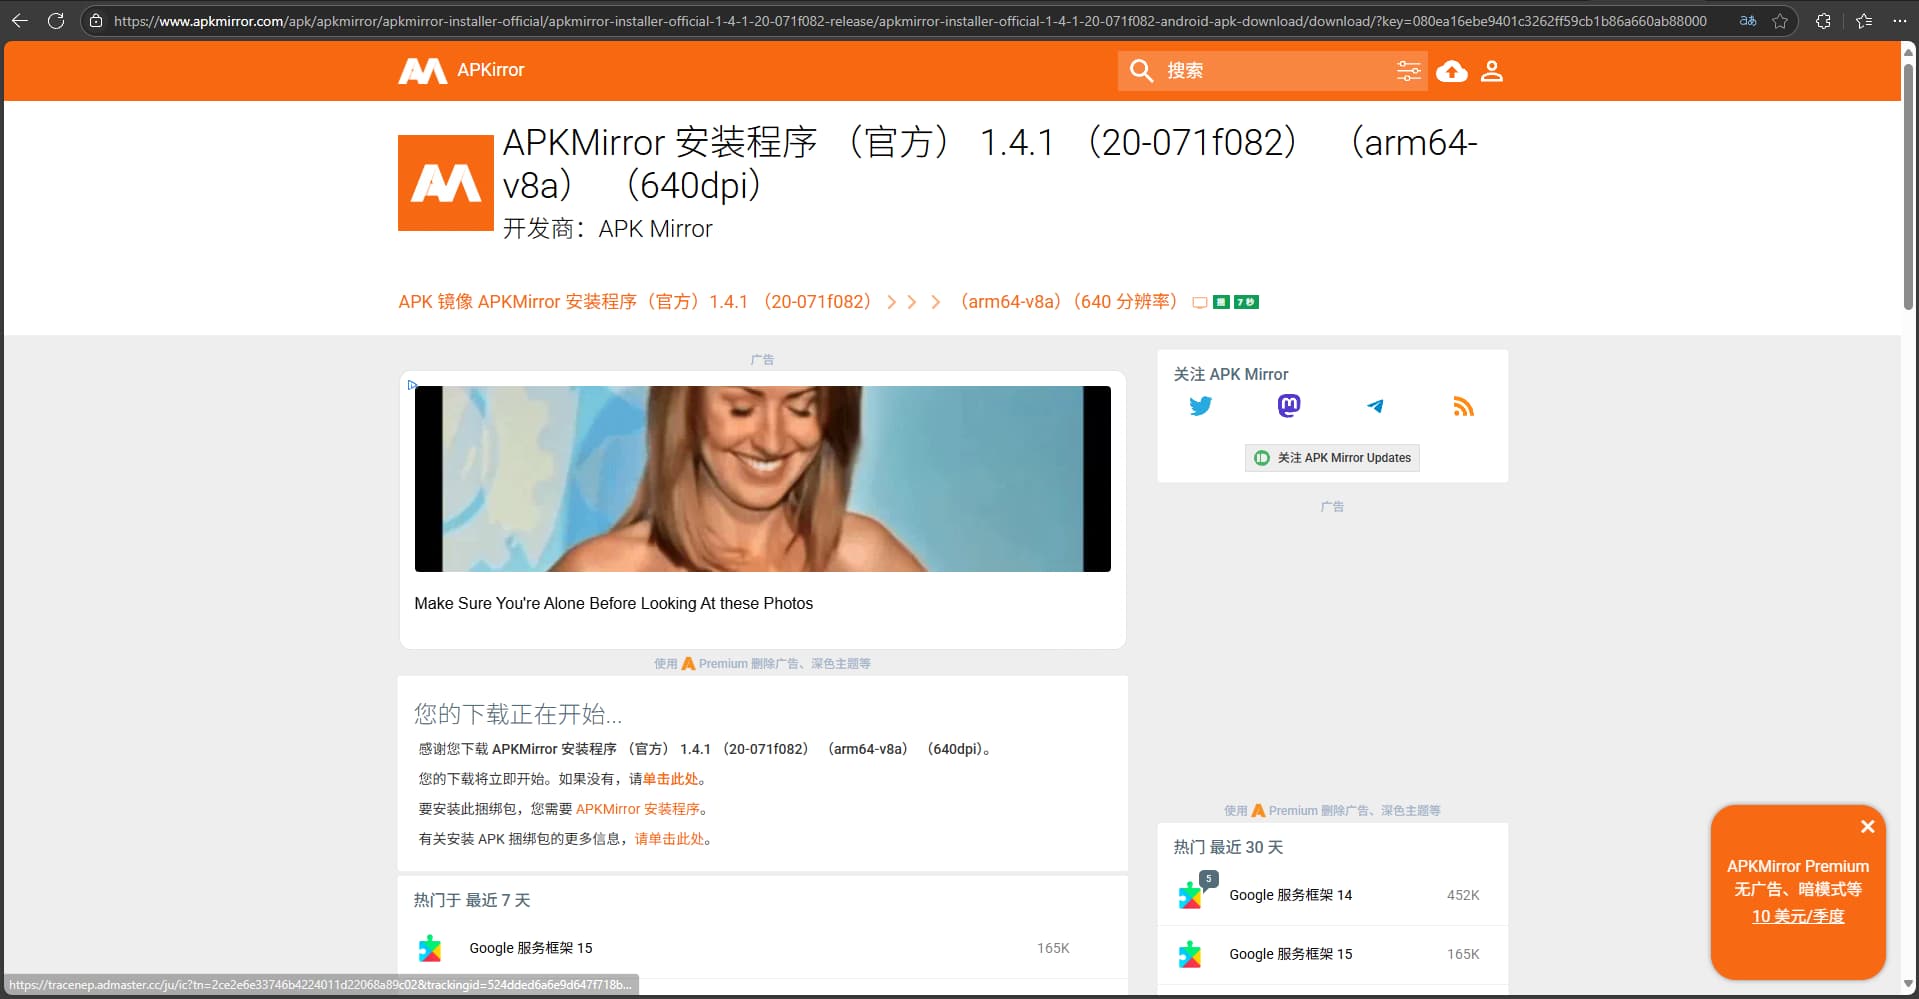 https://www.apkmirror.com/apk/apkmirror/apkmirror-installer-official/apkmirror-installer-official-1-4-1-20-071f082-release/apkmirror-installer-official-1-4-1-20-071f082-android-apk-download/download/?key=080ea16ebe9401c3262ff59cb1b86a660ab88000
APKirror
搜索
APKMirror 安装程序 （官方） 1.4.1 （20-071f082） （arm64-
v8a） （640dpi）
开发商：APK Mirror
APK 镜像 APKMirror 安装程序（官方）1.4.1 （20-071f082） （arm64-v8a）（640 分辨率） 7 秒
广告
Make Sure You're Alone Before Looking At these Photos
使用 Premium 删除广告、深色主题等
您的下载正在开始...
感谢您下载 APKMirror 安装程序 （官方） 1.4.1 （20-071f082） （arm64-v8a） （640dpi）。
您的下载将立即开始。如果没有，请单击此处。
要安装此捆绑包，您需要 APKMirror 安装程序。
有关安装 APK 捆绑包的更多信息，请单击此处。
热门于 最近 7 天
Google 服务框架 15 165K
关注 APK Mirror
关注 APK Mirror Updates
广告
使用 Premium 删除广告、深色主题等
热门 最近 30 天
5
Google 服务框架 14 452K
Google 服务框架 15 165K
APKMirror Premium
无广告、暗模式等
10 美元/季度
https://tracenep.admaster.cc/ju/ic?tn=2ce2e6e33746b4224011d22068a89c02&trackingid=524dded6a6e9d647f718b...